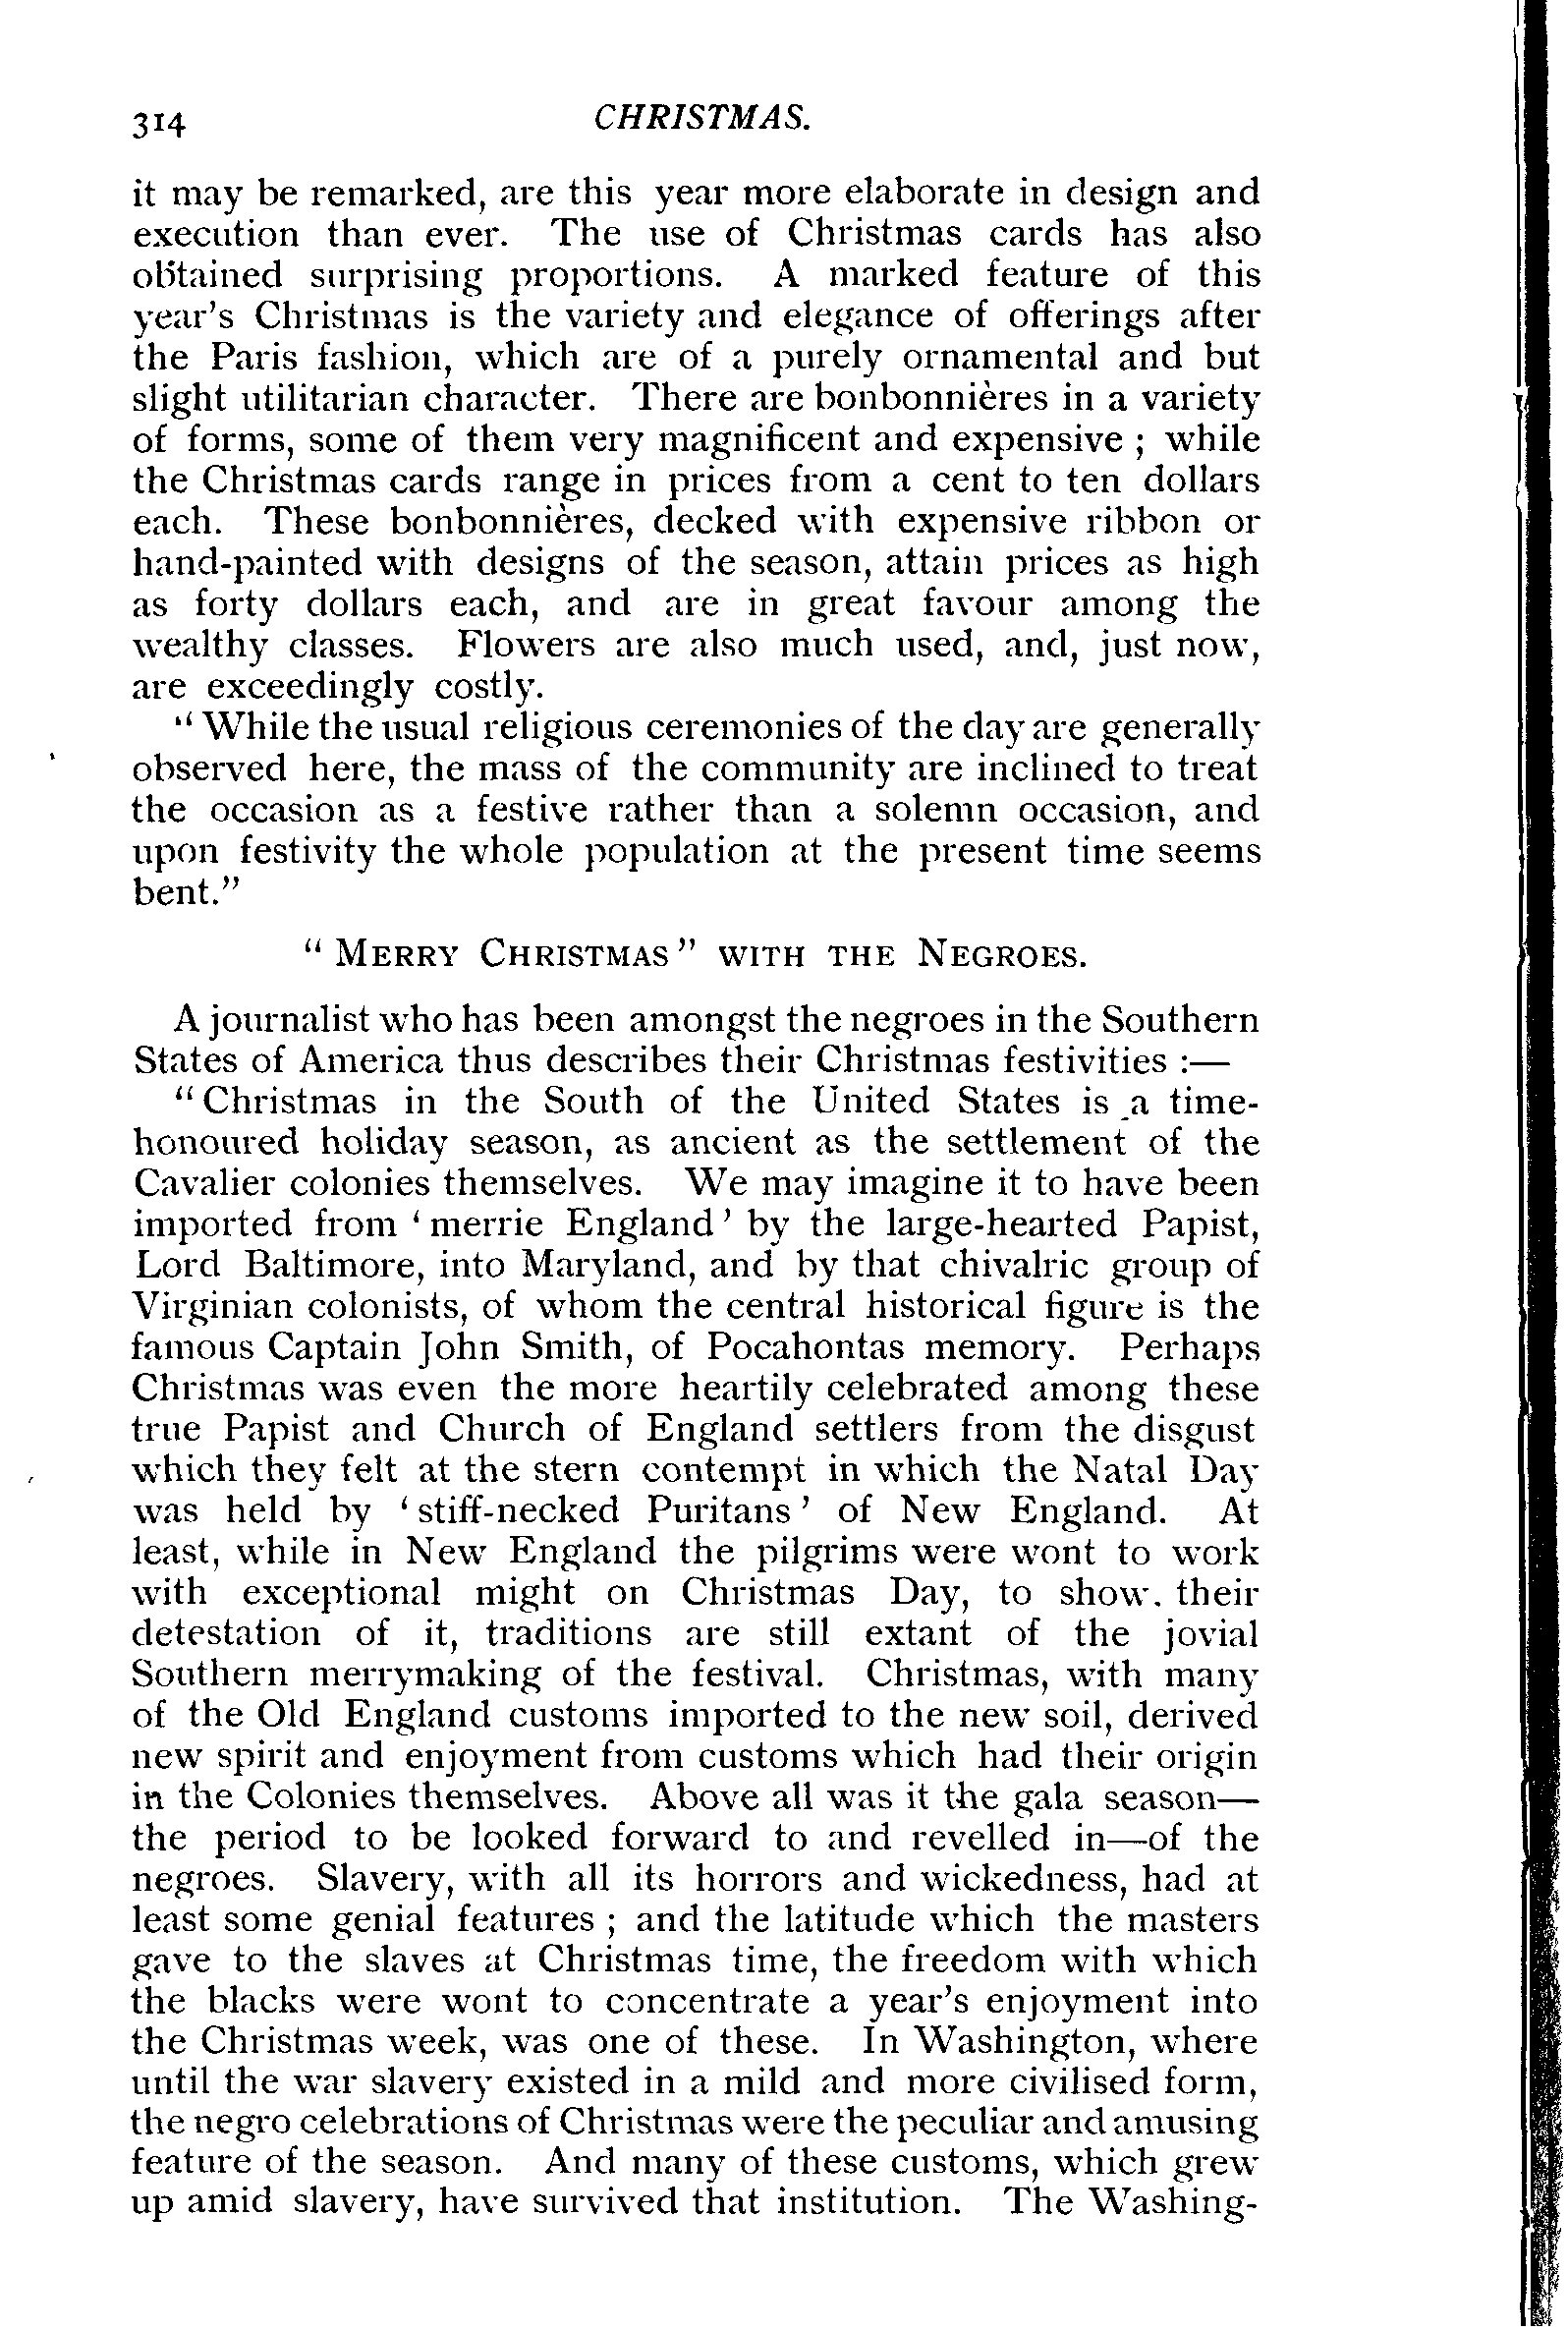 314 CHRISTMAS.
it may be remarked, are this year more elaborate in design and
execution than ever. The use of Christmas cards has also
obtained surprising proportions. A marked feature of this
year's Christmas is the variety and elegance of offerings after
the Paris fashion, which are of a purely ornamental and but
slight utilitarian character. There are bonbonnières in a variety
of forms, some of them very magnificent and expensive ; while
the Christmas cards range in prices from a cent to ten dollars
each. These bonbonnières, decked with expensive ribbon or
hand-painted with designs of the season, attain prices as high
as forty dollars each, and are in great favour among the
wealthy classes. Flowers are also much used, and, just now,
are exceedingly costly.
“ While the usual religious ceremonies of the day are generally
observed here, the mass of the community are inclined to treat
the occasion as a festive rather than a solemn occasion, and
upon festivity the whole population at the present time seems
bent.”
“ MERRY CHRISTMAS ” WITH THE NEGROES.
A journalist who has been amongst the negroes in the Southern
States of America thus describes their Christmas festivities :—
“ Christmas in the South of the United States is a time-
honoured holiday season, as ancient as the settlement of the
Cavalier colonies themselves. We may imagine it to have been
imported from ‘ merrie England ’ by the large-hearted Papist,
Lord Baltimore, into Maryland, and by that chivalric group of
Virginian colonists, of whom the central historical figure is the
famous Captain John Smith, of Pocahontas memory. Perhaps
Christmas was even the more heartily celebrated among these
true Papist and Church of England settlers from the disgust
which they felt at the stern contempt in which the Natal Day
was held by ‘ stiff-necked Puritans ’ of New England. At
least, while in New England the pilgrims were wont to work
with exceptional might on Christmas Day, to show. their
detestation of it, traditions are still extant of the jovial
Southern merrymaking of the festival. Christmas, with many
of the Old England customs imported to the new soil, derived
new spirit and enjoyment from customs which had their origin
in the Colonies themselves. Above all was it the gala season—
the period to be looked forward to and revelled in—of the
negroes. Slavery, with all its horrors and wickedness, had at
least some genial features ; and the latitude which the masters
gave to the slaves at Christmas time, the freedom with which
the blacks were wont to concentrate a year's enjoyment into
the Christmas week, was one of these. In Washington, where
until the war slavery existed in a mild and more civilised form,
the negro celebrations of Christmas were the peculiar and amusing
feature of the season. And many of these customs, which grew
up amid slavery, have survived that institution. The Washing-